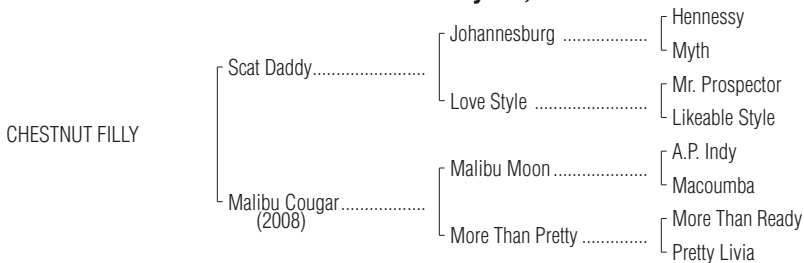 Hennessy
Johannesburg ..................
Myth
Scat Daddy........................
Mr. Prospector
Love Style ........................
Likeable Style
CHESTNUT FILLY
A.P. Indy
Malibu Moon....................
Macoumba
Malibu Cougar..................
(2008)
More Than Ready
More Than Pretty ..............
Pretty Livia